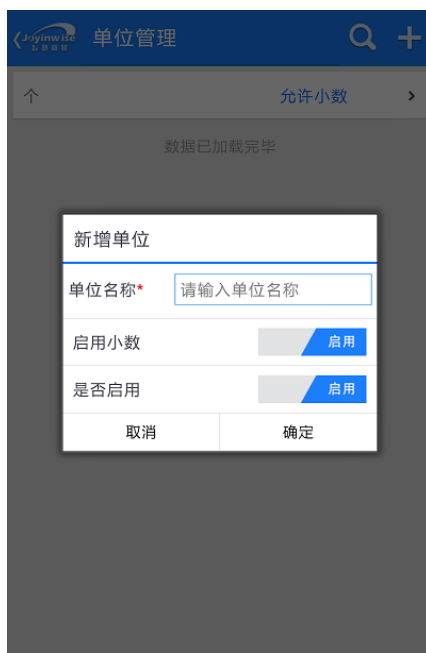 Joyinwise
单位管理
个
允许小数
数据已加载完毕
新增单位
单位名称*
请输入单位名称
启用小数
启用
是否启用
启用
取消
确定